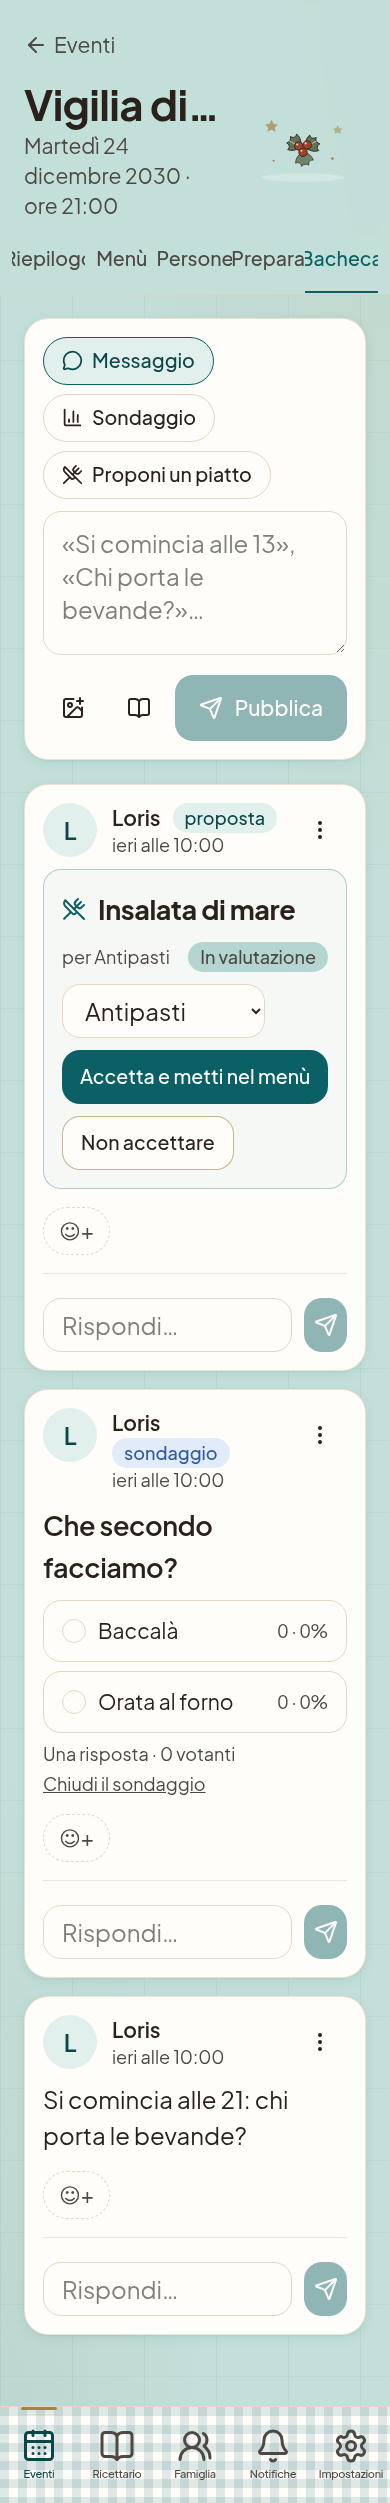 Eventi
Vigilia di...
Martedì 24
dicembre 2030 ·
ore 21:00
Riepilogo Menù Persone Prepara Bacheca
Messaggio
Sondaggio
Proponi un piatto
«Si comincia alle 13»,
«Chi porta le
bevande?»...
Pubblica
L
Loris proposta
ieri alle 10:00
Insalata di mare
per Antipasti In valutazione
Antipasti
Accetta e metti nel menù
Non accettare
Rispondi...
L
Loris
sondaggio
ieri alle 10:00
Che secondo
facciamo?
Baccalà 0 · 0%
Orata al forno 0 · 0%
Una risposta · 0 votanti
Chiudi il sondaggio
Rispondi...
L
Loris
ieri alle 10:00
Si comincia alle 21: chi
porta le bevande?
Rispondi...
Eventi Ricettario Famiglia Notifiche Impostazioni